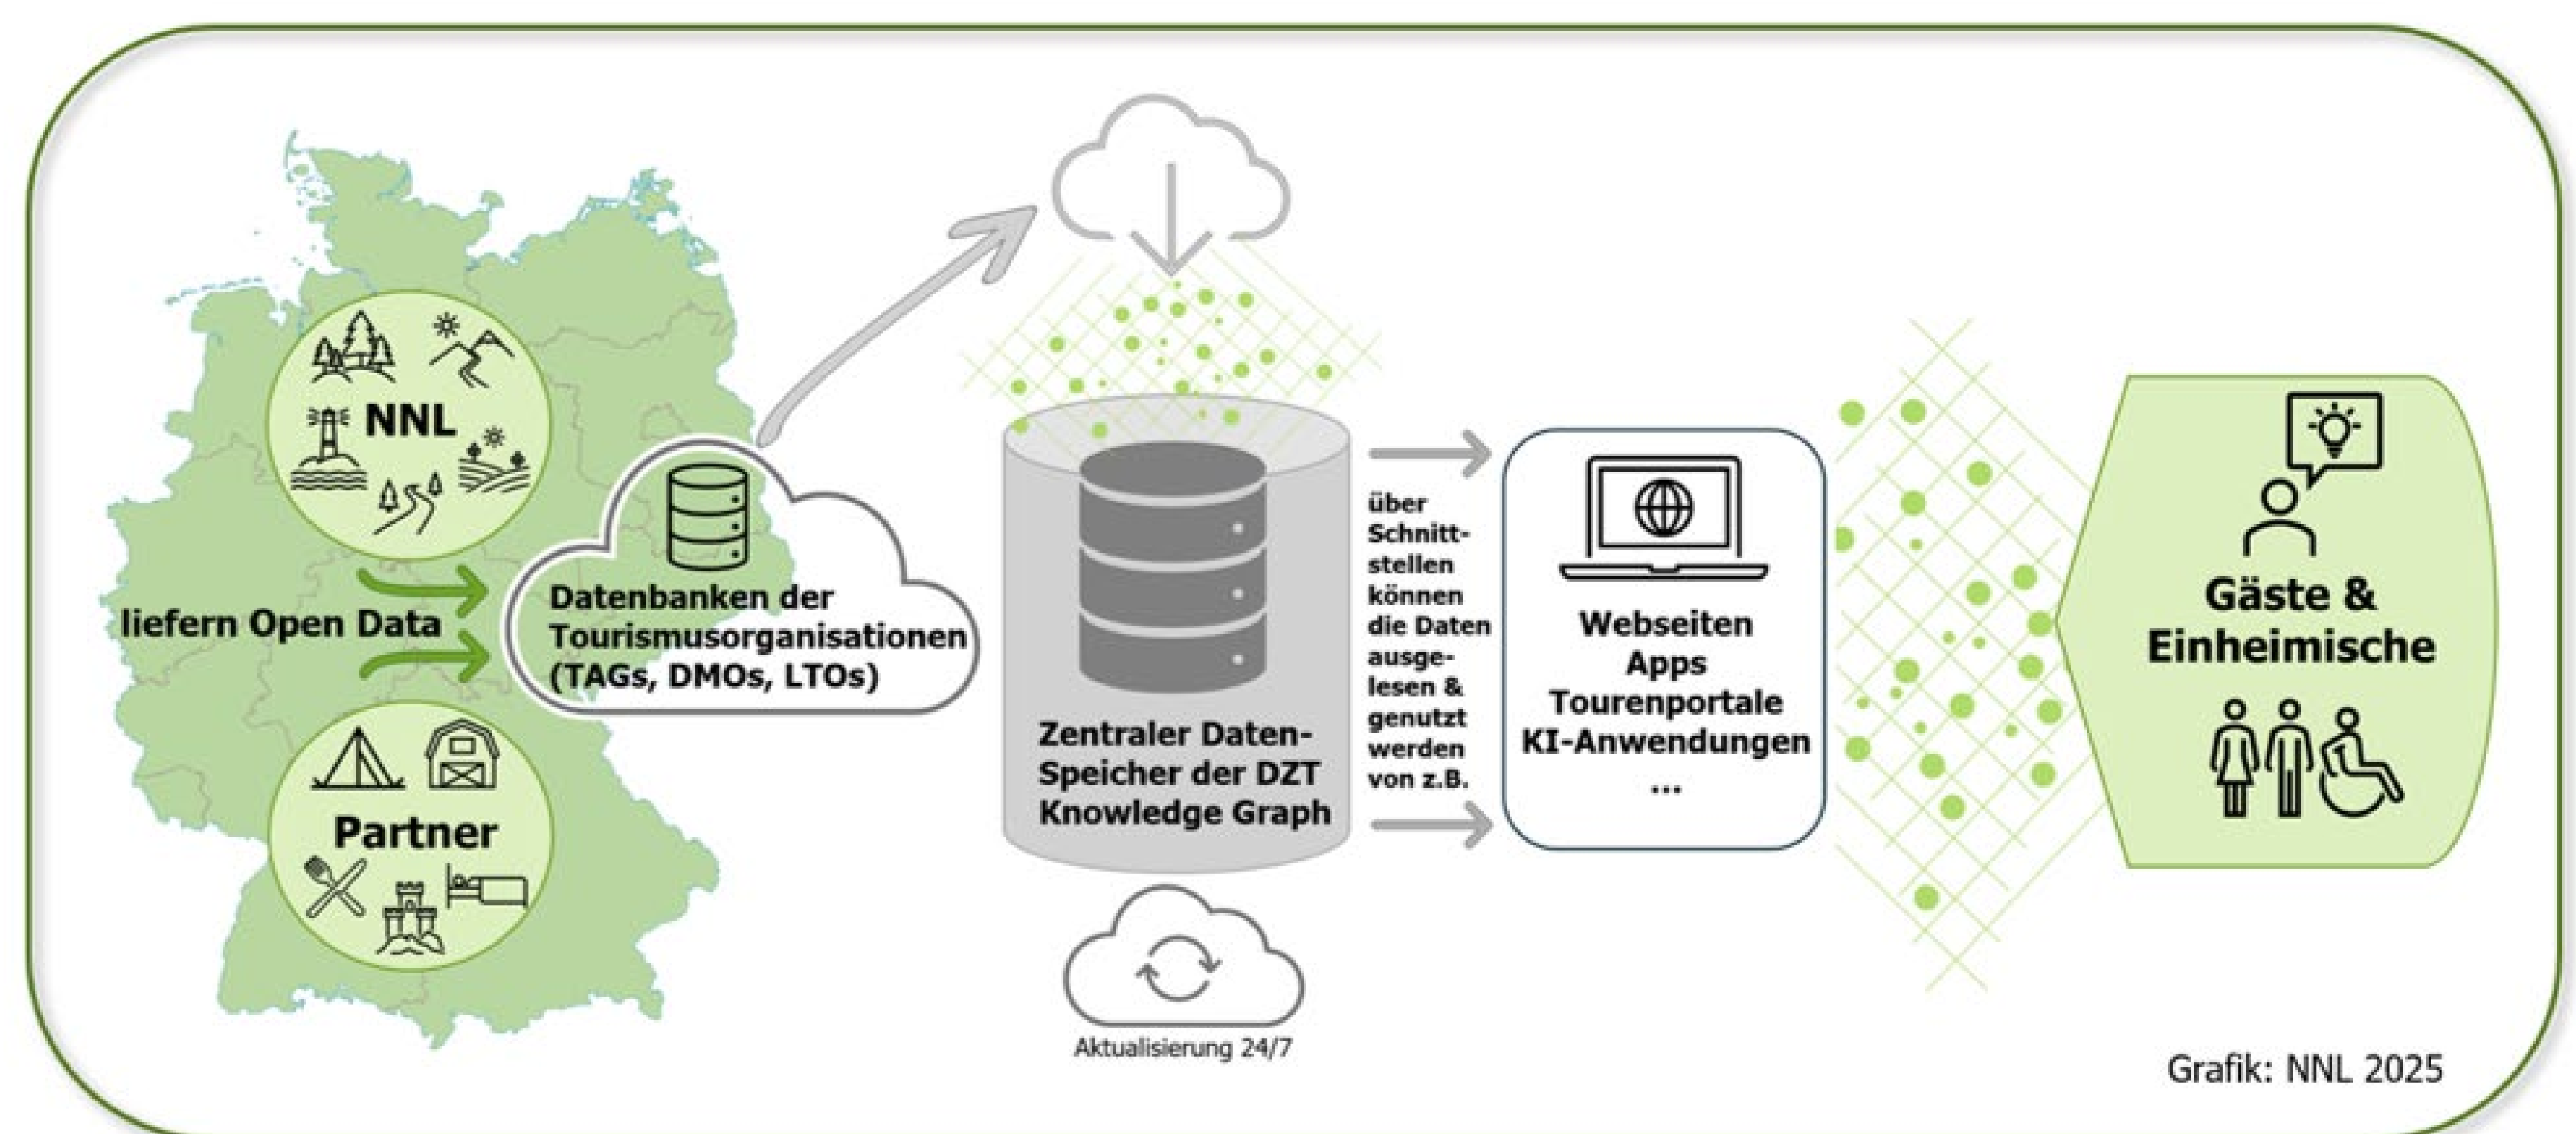 NNL
liefern Open Data
Partner
Datenbanken der
Tourismusorganisationen
(TAGs, DMOs, LTOs)
Zentraler Daten-
Speicher der DZT
Knowledge Graph
Aktualisierung 24/7
über
Schnitt-
stellen
können
die Daten
ausge-
lesen &
genutzt
werden
von z.B.
Webseiten
Apps
Tourenportale
KI-Anwendungen
...
Gäste &
Einheimische
Grafik: NNL 2025